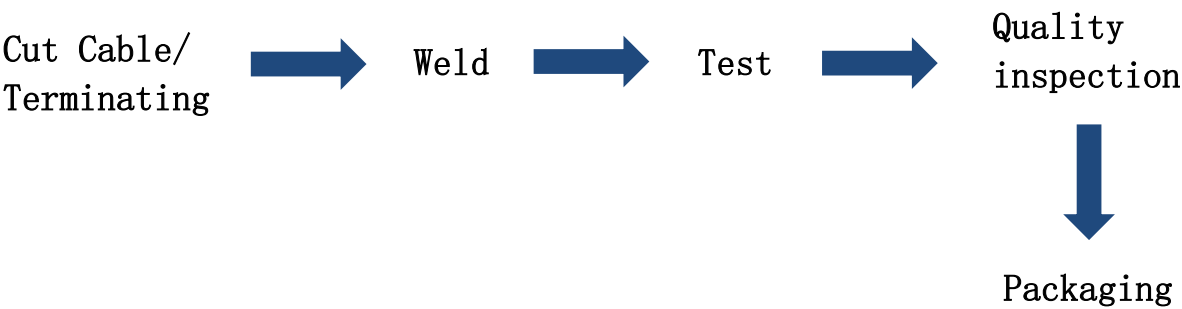 Cut Cable/
Terminating
Weld
Test
Quality
inspection
Packaging